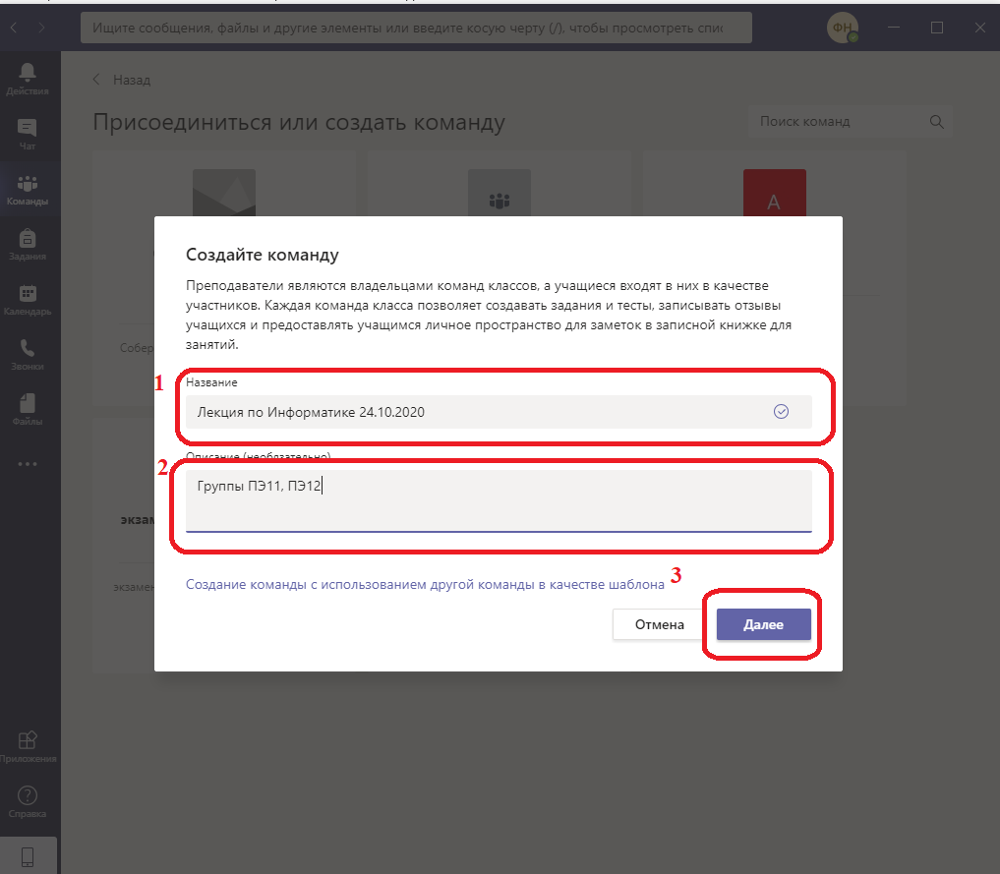 Ищите сообщения, файлы и другие элементы или введите косую черту (/), чтобы просмотреть спис
ФН
Действия
Чат
Команды
Задания
Календарь
Звонки
Файлы
Приложения
Справка
Назад
Присоединиться или создать команду
Поиск команд
А
Собер
экзам
экзамен
Создайте команду
Преподаватели являются владельцами команд классов, а учащиеся входят в них в качестве
участников. Каждая команда класса позволяет создавать задания и тесты, записывать отзывы
учащихся и предоставлять учащимся личное пространство для заметок в записной книжке для
занятий.
1
Название
Лекция по Информатике 24.10.2020
2
Описание (необязательно)
Группы ПЭ11, ПЭ12
Создание команды с использованием другой команды в качестве шаблона
3
Отмена
Далее